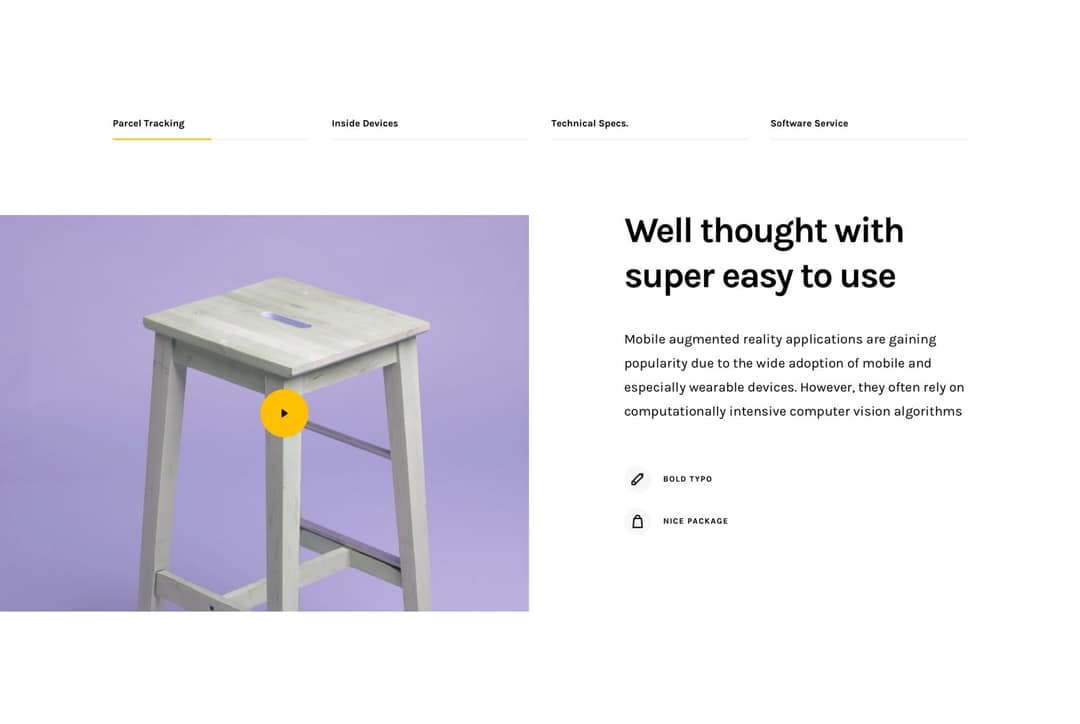 Parcel Tracking
Inside Devices
Technical Specs.
Software Service
Well thought with
super easy to use
Mobile augmented reality applications are gaining
popularity due to the wide adoption of mobile and
especially wearable devices. However, they often rely on
computationally intensive computer vision algorithms
BOLD TYPO
NICE PACKAGE